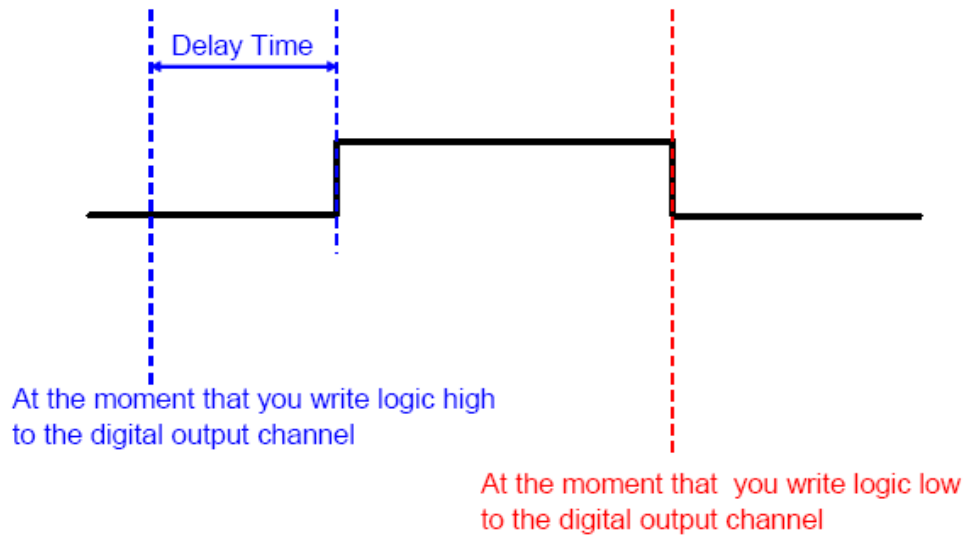 Delay Time
At the moment that you write logic high
to the digital output channel
At the moment that  you write logic low
to the digital output channel